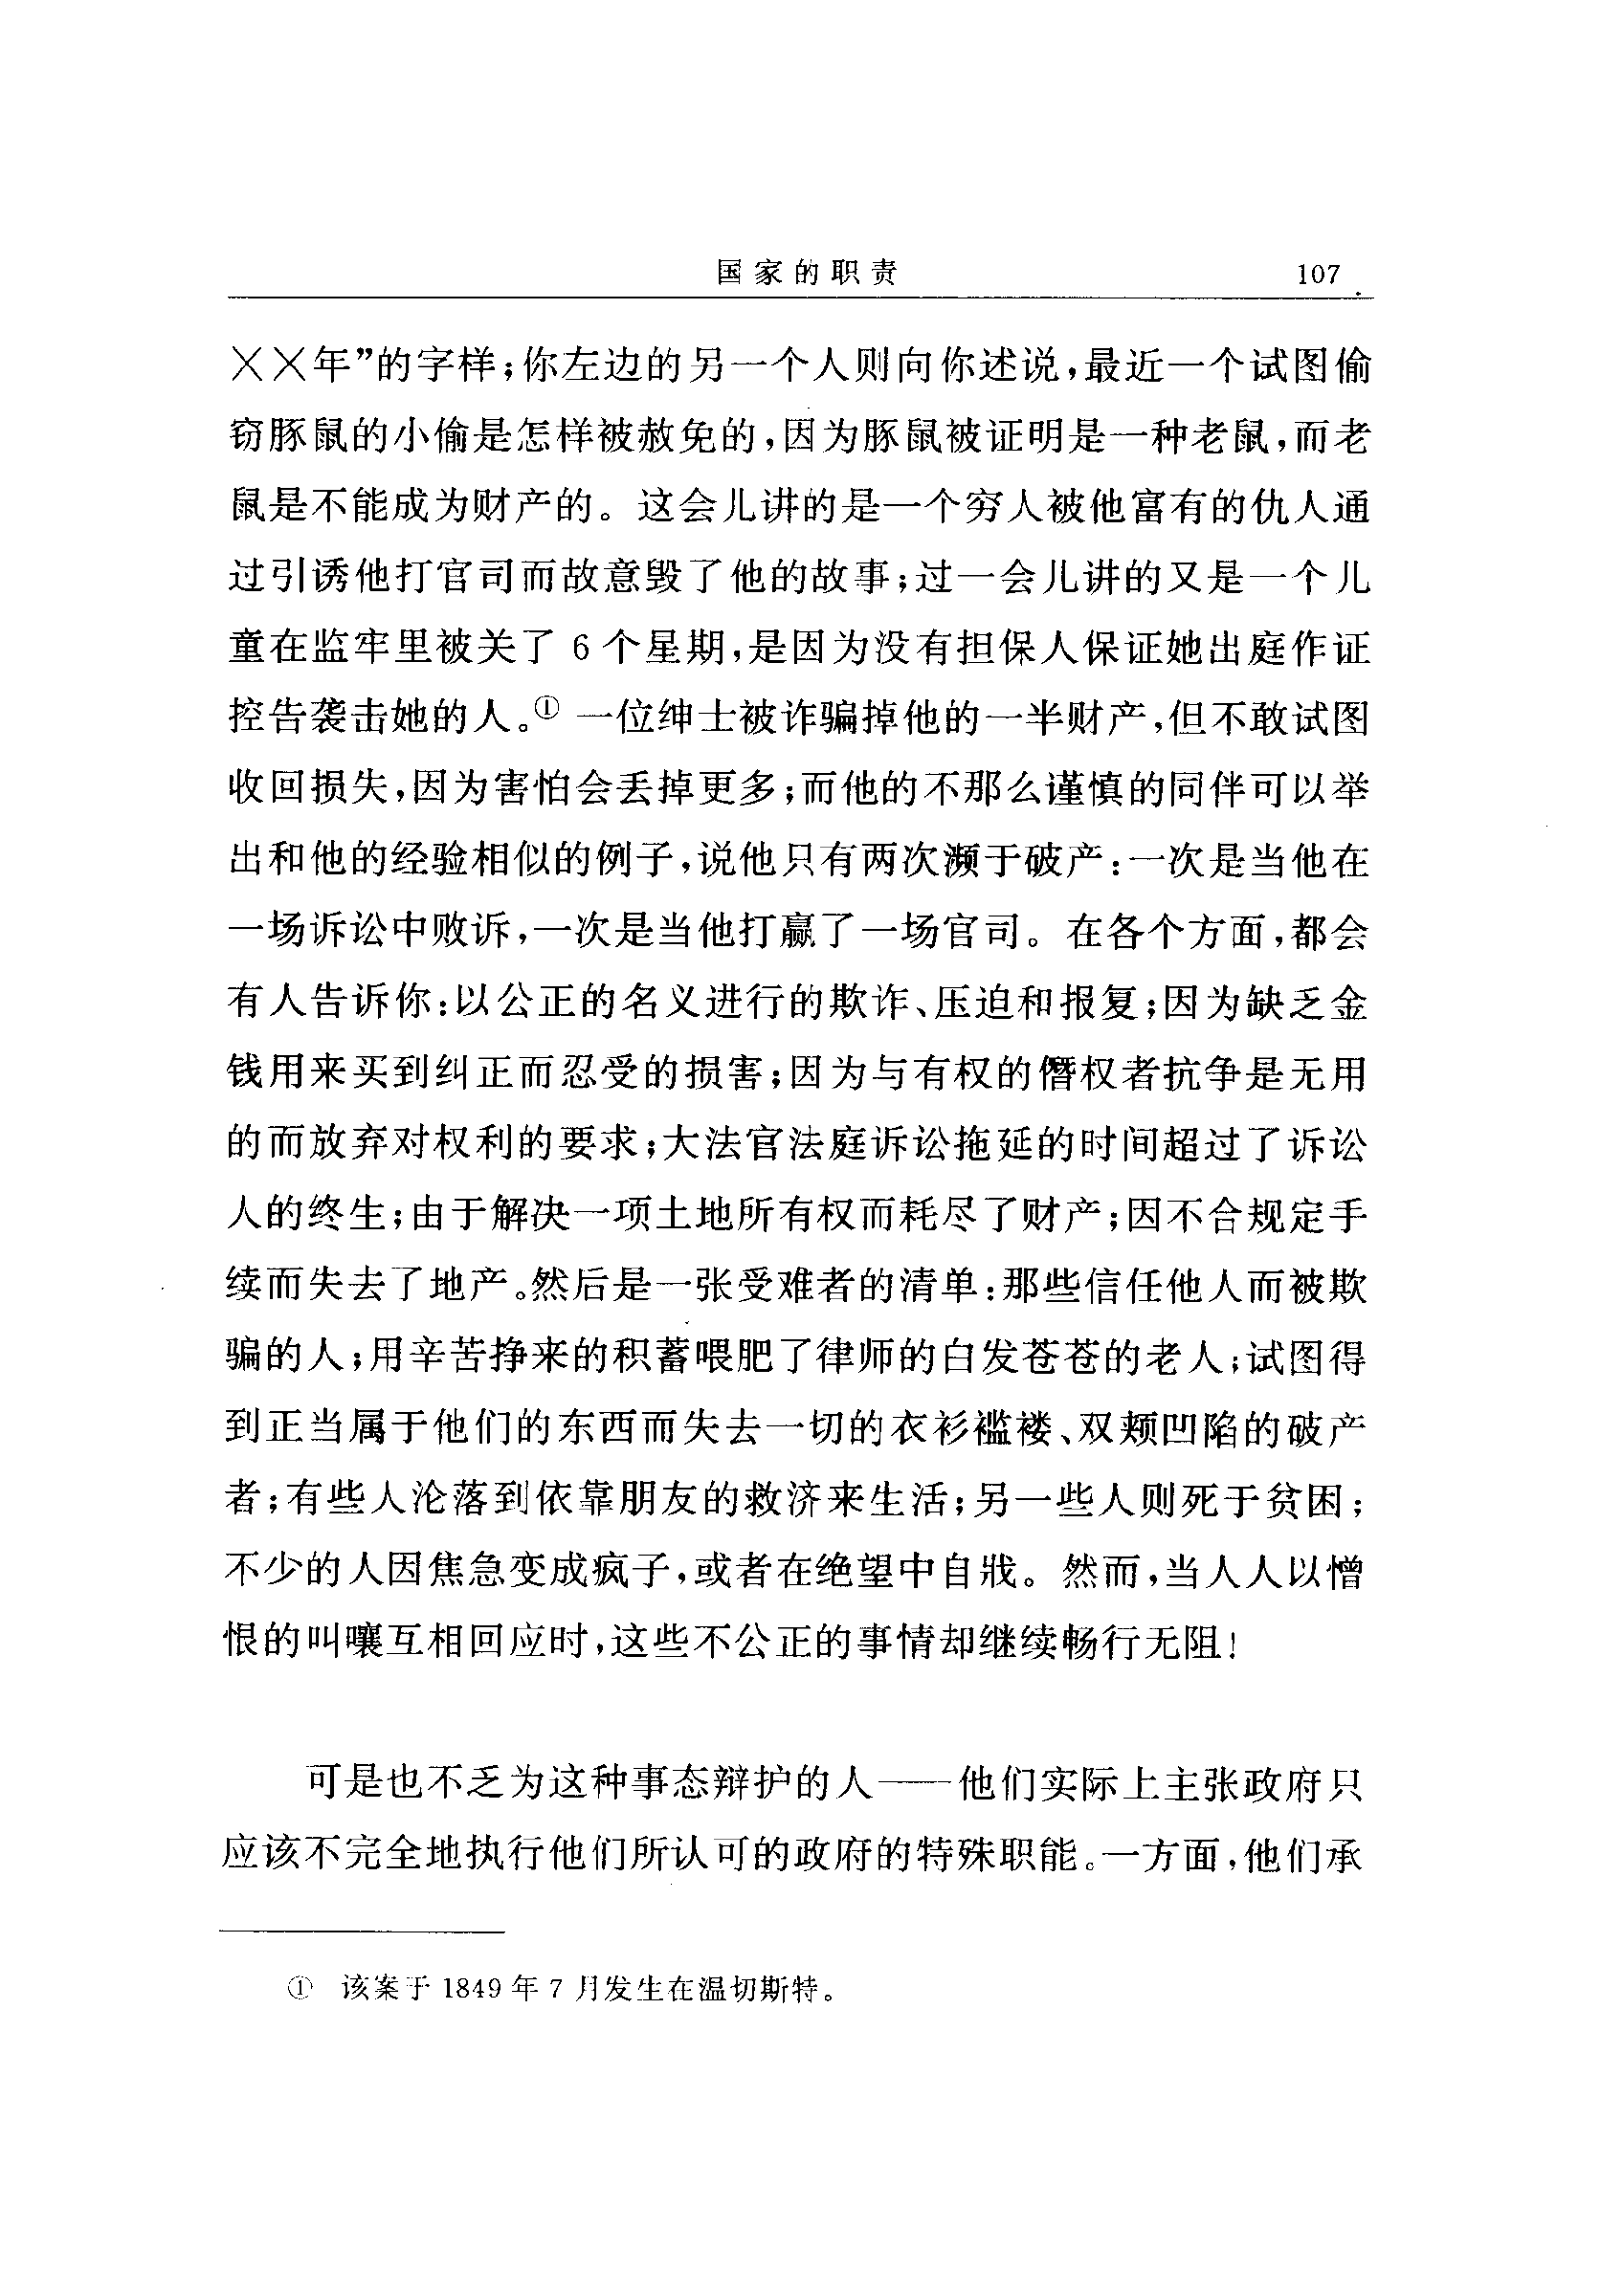 国家的职责 107
××年”的字样;你左边的另一个人则向你述说,最近一个试图偷
窃豚鼠的小偷是怎样被赦免的,因为豚鼠被证明是一种老鼠,而老
鼠是不能成为财产的。这会儿讲的是一个穷人被他富有的仇人通
过引诱他打官司而故意毁了他的故事;过一会儿讲的又是一个儿
童在监牢里被关了 6 个星期,是因为没有担保人保证她出庭作证
控告袭击她的人。① 一位绅士被诈骗掉他的一半财产,但不敢试图
收回损失,因为害怕会丢掉更多;而他的不那么谨慎的同伴可以举
出和他的经验相似的例子,说他只有两次濒于破产:一次是当他在
一场诉讼中败诉,一次是当他打赢了一场官司。在各个方面,都会
有人告诉你:以公正的名义进行的欺诈、压迫和报复;因为缺乏金
钱用来买到纠正而忍受的损害;因为与有权的僭权者抗争是无用
的而放弃对权利的要求;大法官法庭诉讼拖延的时间超过了诉讼
人的终生;由于解决一项土地所有权而耗尽了财产;因不合规定手
续而失去了地产。然后是一张受难者的清单:那些信任他人而被欺
骗的人;用辛苦挣来的积蓄喂肥了律师的白发苍苍的老人;试图得
到正当属于他们的东西而失去一切的衣衫褴褛、双颊凹陷的破产
者;有些人沦落到依靠朋友的救济来生活;另一些人则死于贫困;
不少的人因焦急变成疯子,或者在绝望中自戕。然而,当人人以憎
恨的叫嚷互相回应时,这些不公正的事情却继续畅行无阻!
可是也不乏为这种事态辩护的人——他们实际上主张政府只
应该不完全地执行他们所认可的政府的特殊职能。一方面,他们承
① 该案于 1849 年 7 月发生在温切斯特。